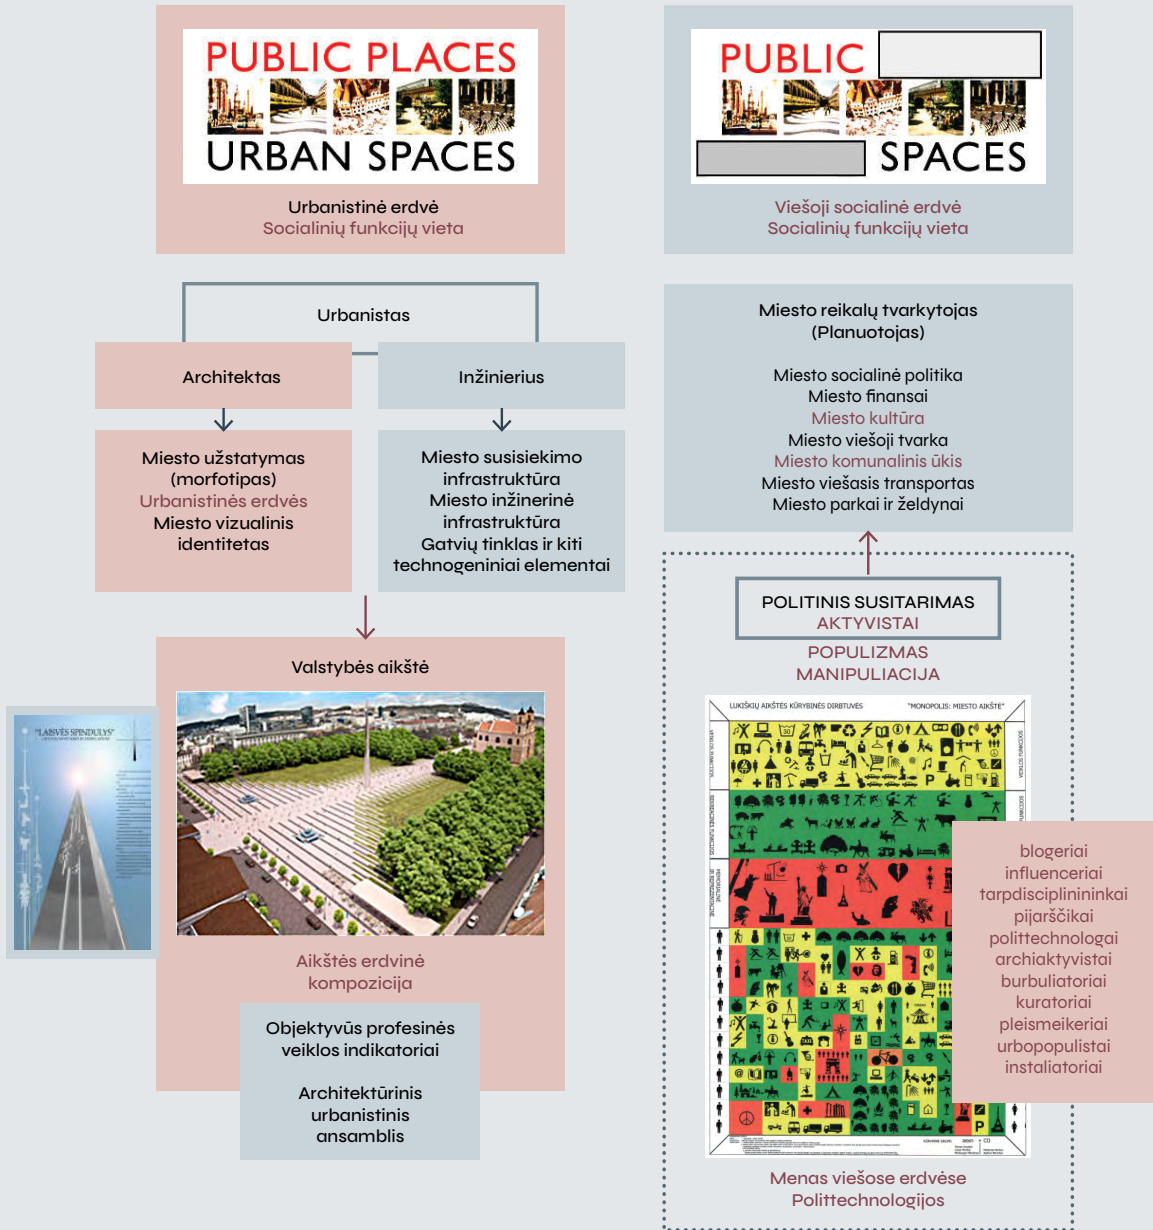 PUBLIC PLACES
URBAN SPACES
Urbanistinė erdvė
Socialinių funkcijų vieta
PUBLIC
SPACES
Viešoji socialinė erdvė
Socialinių funkcijų vieta
Urbanistas
Architektas
Inžinierius
Miesto užstatymas
(morfotipas)
Urbanistinės erdvės
Miesto vizualinis
identitetas
Miesto susisiekimo
infrastruktūra
Miesto inžinerinė
infrastruktūra
Gatvių tinklas ir kiti
technogeniniai elementai
Miesto reikalų tvarkytojas
(Planuotojas)
Miesto socialinė politika
Miesto finansai
Miesto kultūra
Miesto viešoji tvarka
Miesto komunalinis ūkis
Miesto viešasis transportas
Miesto parkai ir želdynai
Valstybės aikštė
"LAISVĖS SPINDULYS"
Aikštės erdvinė
kompozicija
Objektyvūs profesinės
veiklos indikatoriai
Architektūrinis
urbanistinis
ansamblis
POLITINIS SUSITARIMAS
AKTYVISTAI
POPULIZMAS
MANIPULIACIJA
LUKIŠKIŲ AIKŠTĖS KŪRYBINĖS DIRBTUVĖS
"MONOPOLIS: MIESTO AIKŠTĖ"
blogeriai
influenceriai
tarpdisciplinininkai
pijarščikai
polittechnologai
archiaktyvistai
burbuliatoriai
kuratoriai
pleismeikeriai
urbopopulistai
instaliatoriai
Menas viešose erdvėse
Polittechnologijos